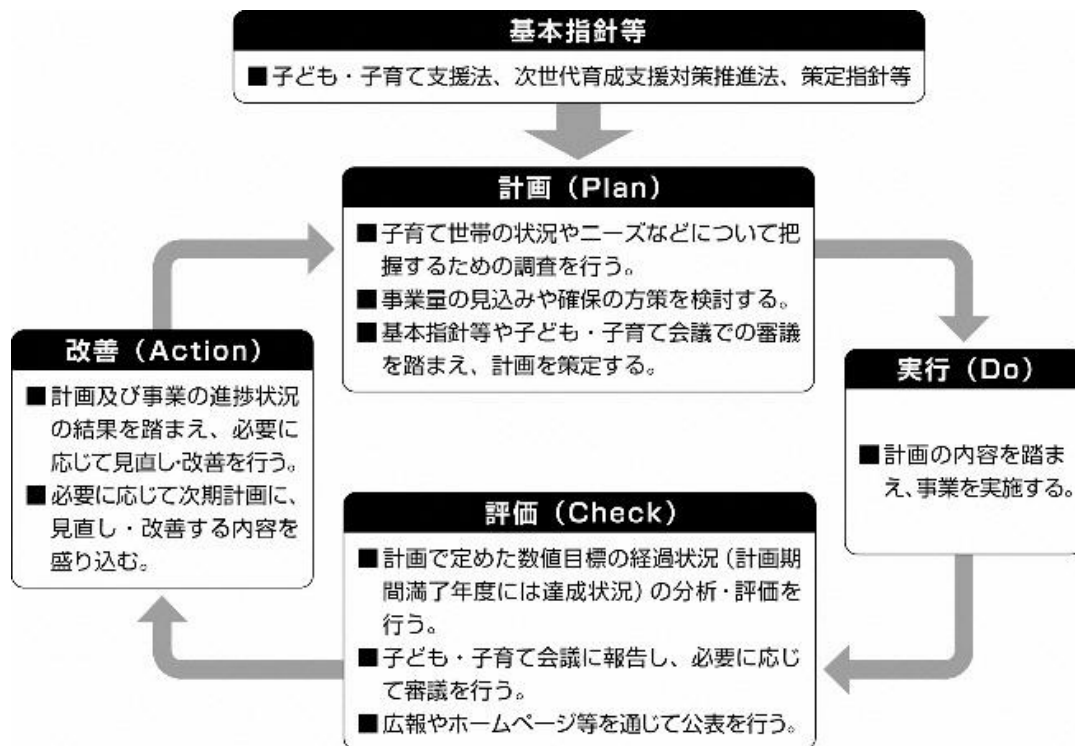 基本指針等
■子ども・子育て支援法、次世代育成支援対策推進法、策定指針等
計画（Plan）
■子育て世帯の状況やニーズなどについて把
握するための調査を行う。
■事業量の見込みや確保の方策を検討する。
■基本指針等や子ども・子育て会議での審議
を踏まえ、計画を策定する。
実行（Do）
■計画の内容を踏ま
え、事業を実施する。
評価（Check）
■計画で定めた数値目標の経過状況（計画期
間満了年度には達成状況）の分析・評価を
行う。
■子ども・子育て会議に報告し、必要に応じ
て審議を行う。
■広報やホームページ等を通じて公表を行う。
改善（Action）
■計画及び事業の進捗状況
の結果を踏まえ、必要に
応じて見直し・改善を行う。
■必要に応じて次期計画に、
見直し・改善する内容を
盛り込む。